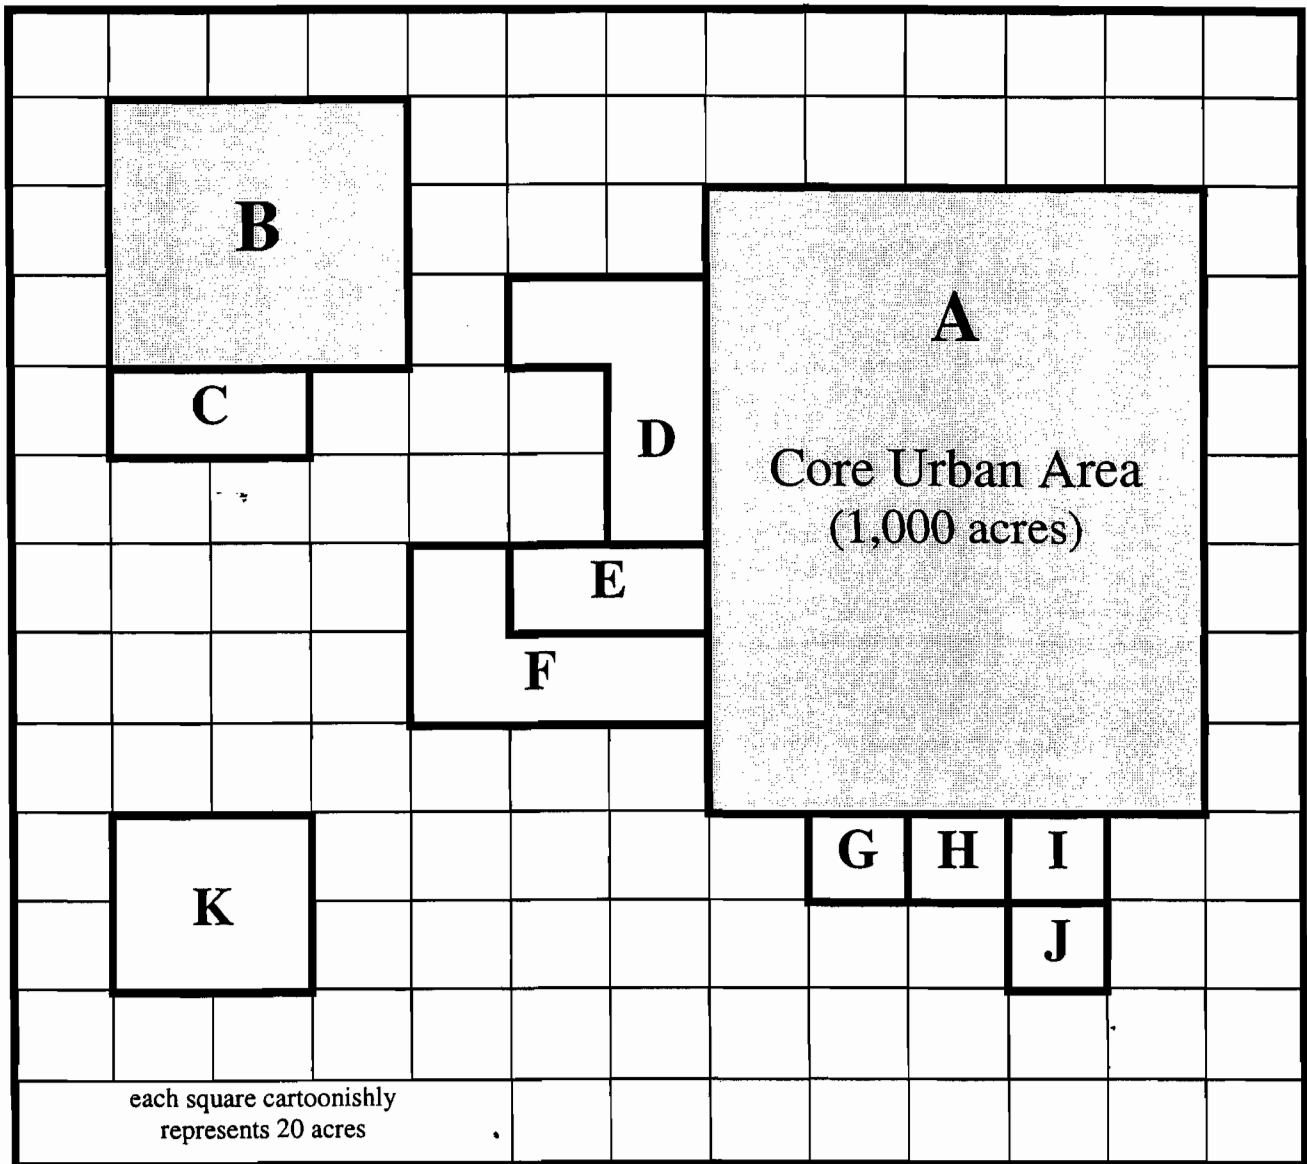 B
A
C
D
Core Urban Area
(1,000 acres)
E
F
G H I
K
J
each square cartoonishly
represents 20 acres